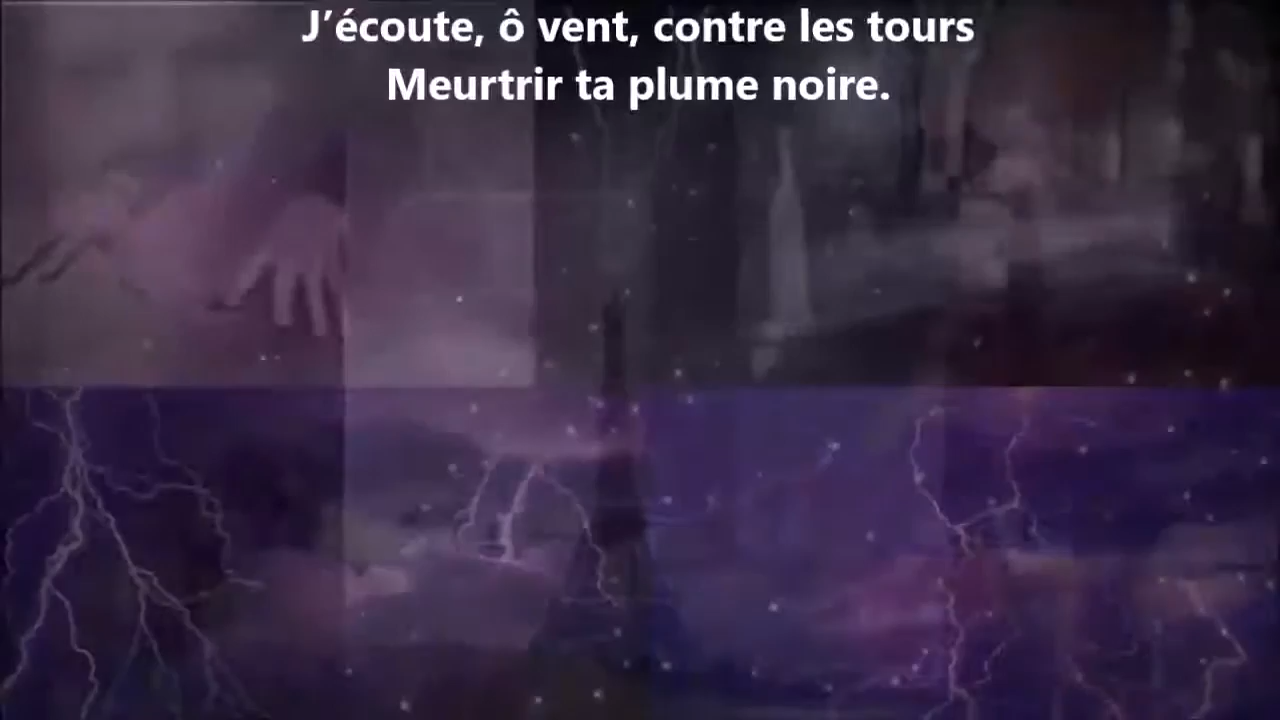 J’écoute, ô vent, contre les tours
Meurtrir ta plume noire.